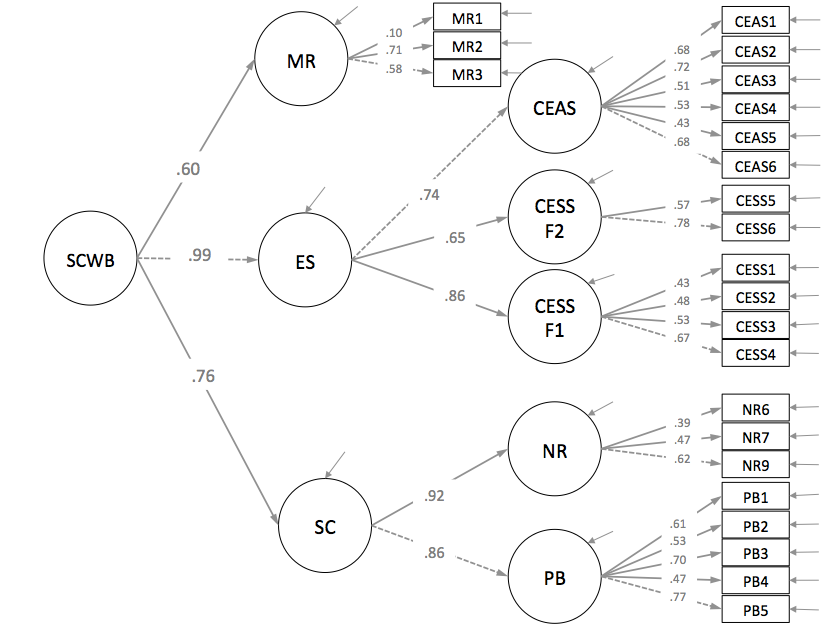 MR1
.10
MR
.71
MR2
.58
MR3
CEAS1
.68
CEAS2
.72
CEAS3
.51
CEAS
.53
CEAS4
.43
CEAS5
.68
CEAS6
.60
.74
CESS
F2
.57
CESS5
.78
CESS6
.65
SCWB
.99
ES
.86
CESS
F1
.43
CESS1
.48
CESS2
.53
CESS3
.67
CESS4
.76
NR
.39
NR6
.47
NR7
.62
NR9
.92
SC
.86
PB
.61
PB1
.53
PB2
.70
PB3
.47
PB4
.77
PB5